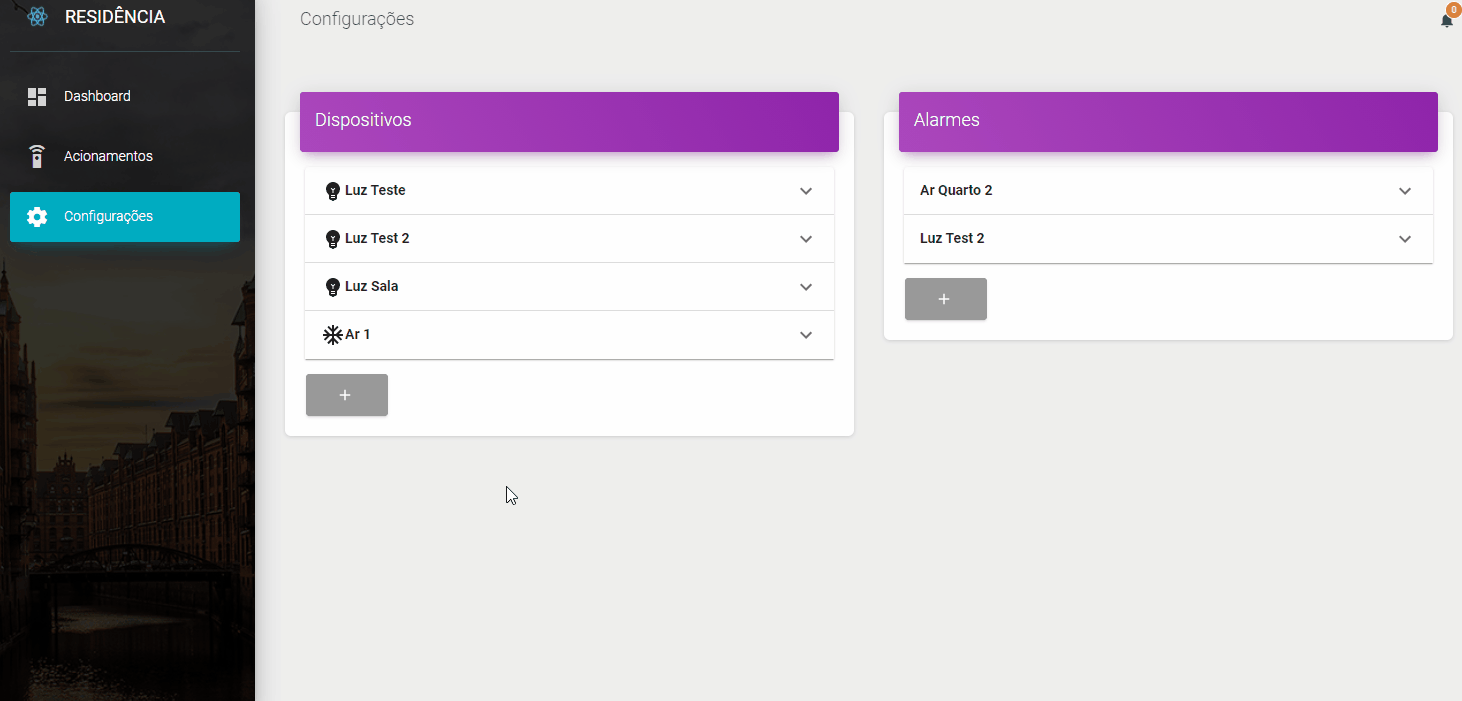 RESIDÊNCIA
Dashboard
Acionamentos
Configurações
Configurações
0
Dispositivos
Luz Teste
Luz Test 2
Luz Sala
Ar 1
+
Alarmes
Ar Quarto 2
Luz Test 2
+